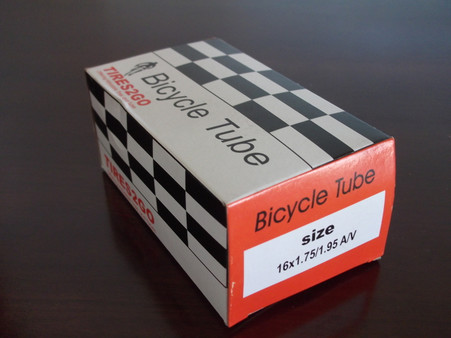 TIRES2GO
Bicycle Tube
TIRES2GO
Bicycle Tube
size
16x1.75/1.95 A/V